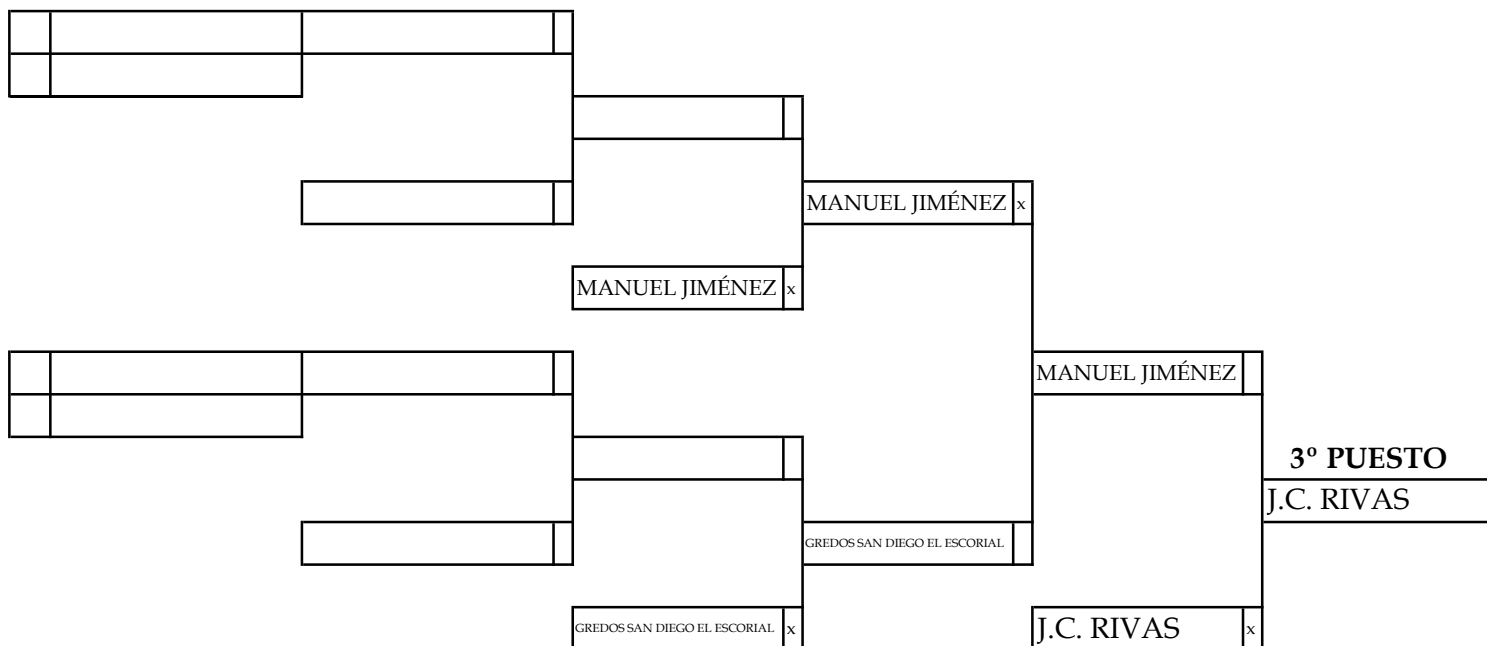 MANUEL JIMÉNEZ x
MANUEL JIMÉNEZ x
MANUEL JIMÉNEZ
3º PUESTO
J.C. RIVAS
GREDOS SAN DIEGO EL ESCORIAL
GREDOS SAN DIEGO EL ESCORIAL x
J.C. RIVAS x